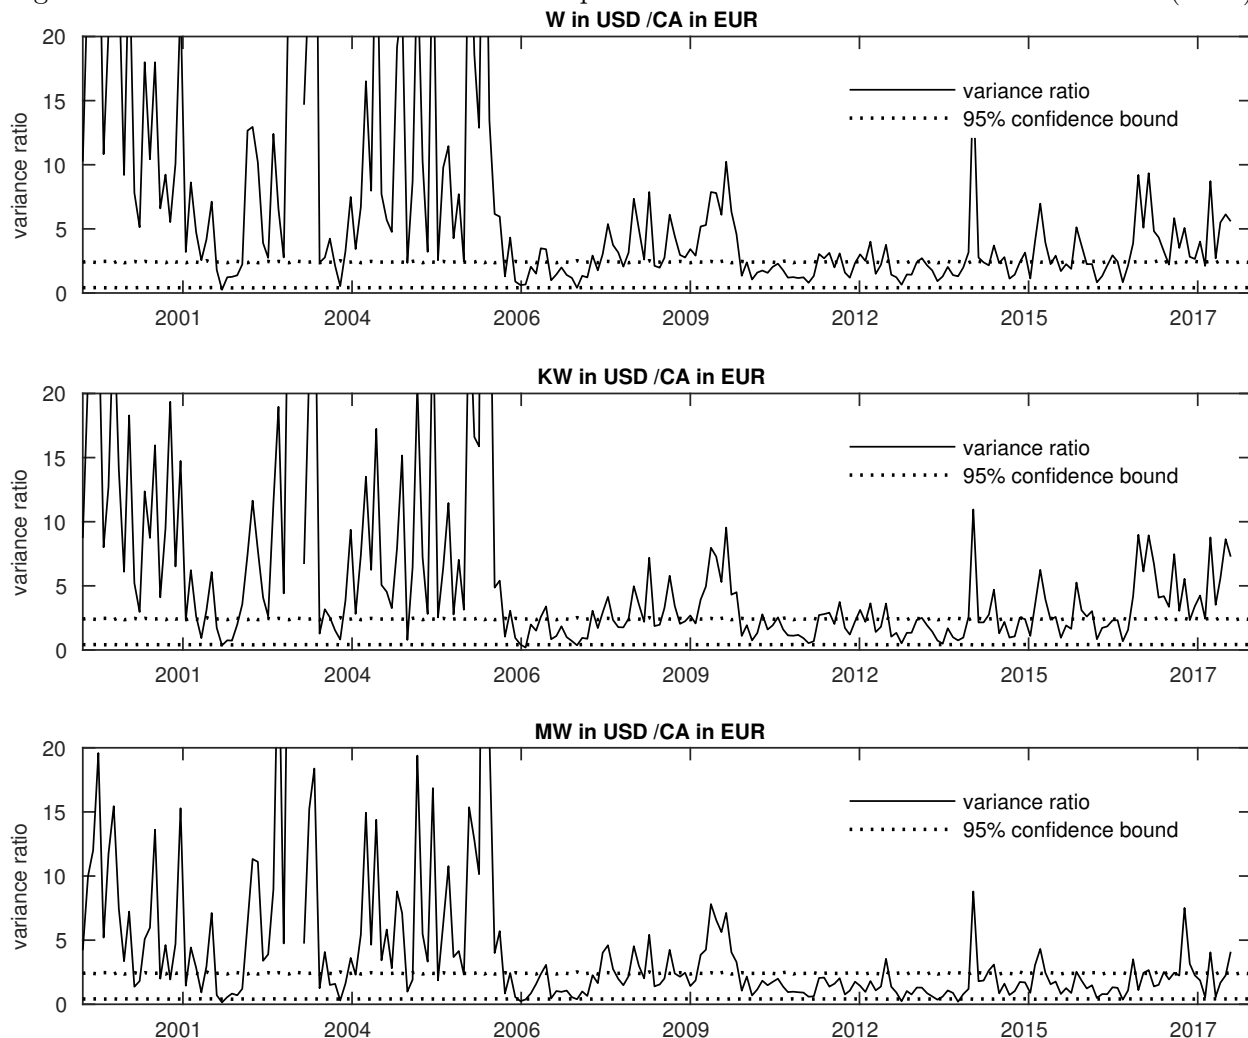 W in USD /CA in EUR
20
15
10
5
0
variance ratio
variance ratio
95% confidence bound
2001 2004 2006 2009 2012 2015 2017
KW in USD /CA in EUR
20
15
10
5
0
variance ratio
variance ratio
95% confidence bound
2001 2004 2006 2009 2012 2015 2017
MW in USD /CA in EUR
20
15
10
5
0
variance ratio
variance ratio
95% confidence bound
2001 2004 2006 2009 2012 2015 2017